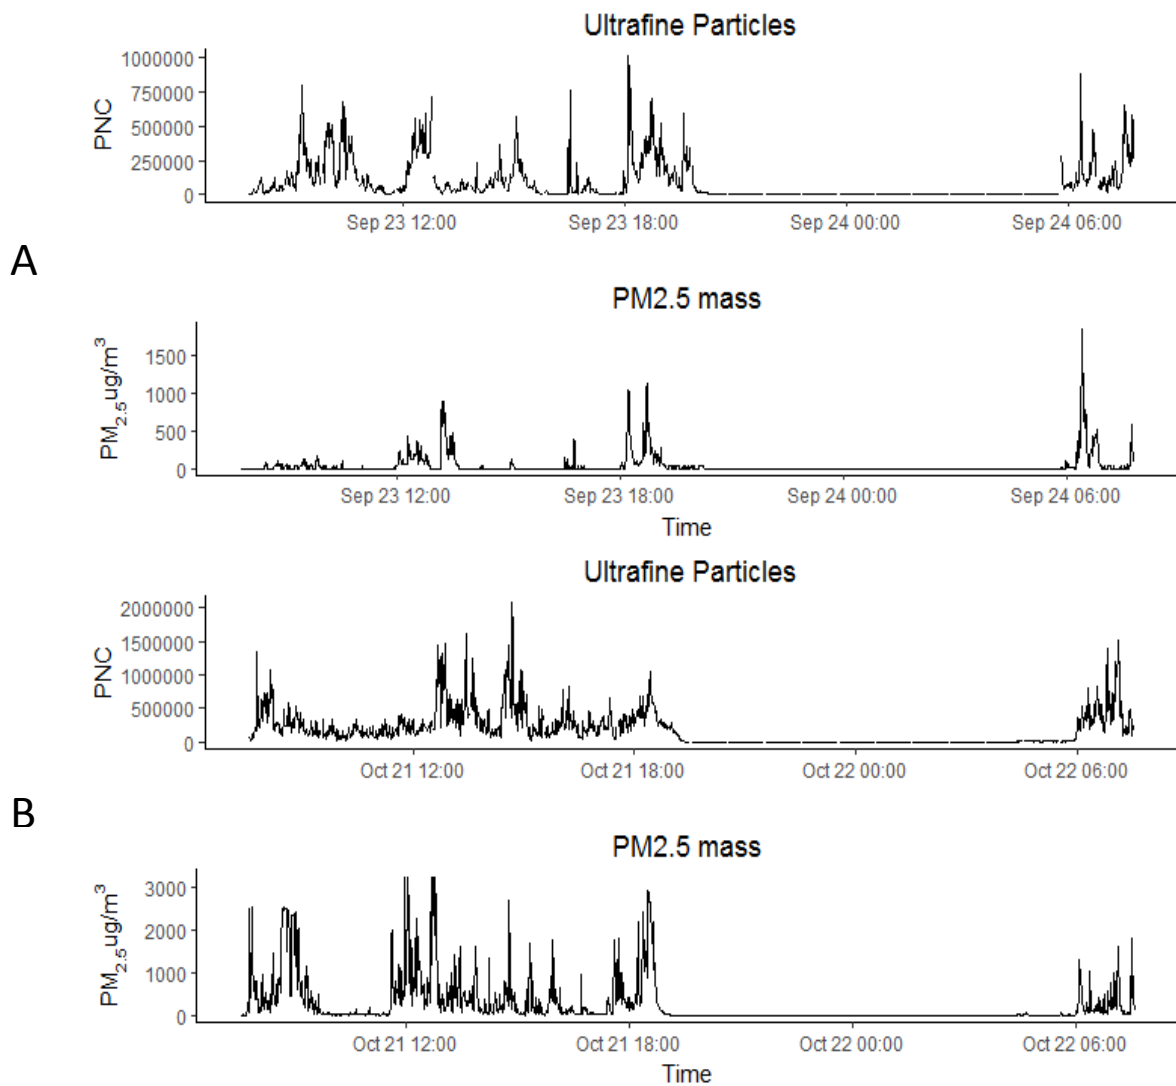 Ultrafine Particles
PNC
1000000
750000
500000
250000
0
Sep 23 12:00 Sep 23 18:00 Sep 24 00:00 Sep 24 06:00
A
PM2.5 mass
PM2.5ug/m3
1500
1000
500
0
Sep 23 12:00 Sep 23 18:00 Sep 24 00:00 Sep 24 06:00
Time
Ultrafine Particles
PNC
2000000
1500000
1000000
500000
0
Oct 21 12:00 Oct 21 18:00 Oct 22 00:00 Oct 22 06:00
B
PM2.5 mass
PM2.5ug/m3
3000
2000
1000
0
Oct 21 12:00 Oct 21 18:00 Oct 22 00:00 Oct 22 06:00
Time